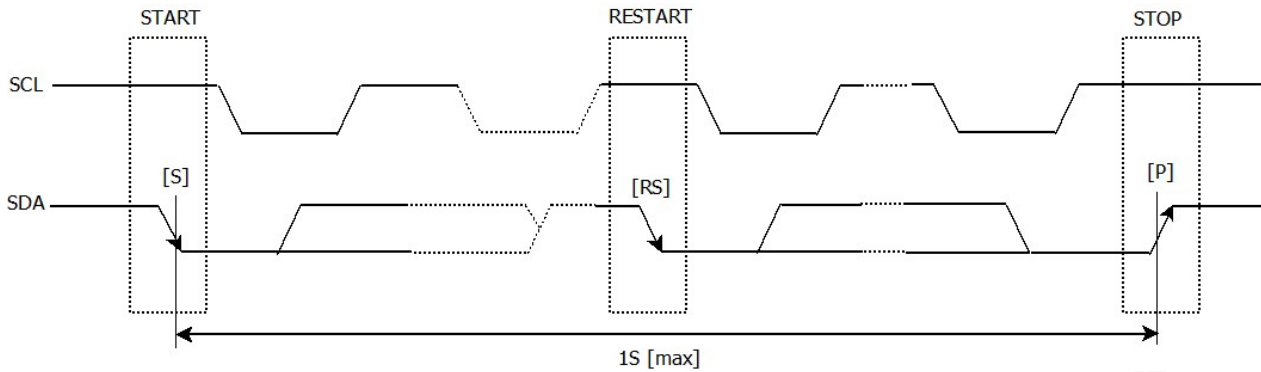 START RESTART STOP
SCL
[S] [RS] [P]
SDA
1S [max]